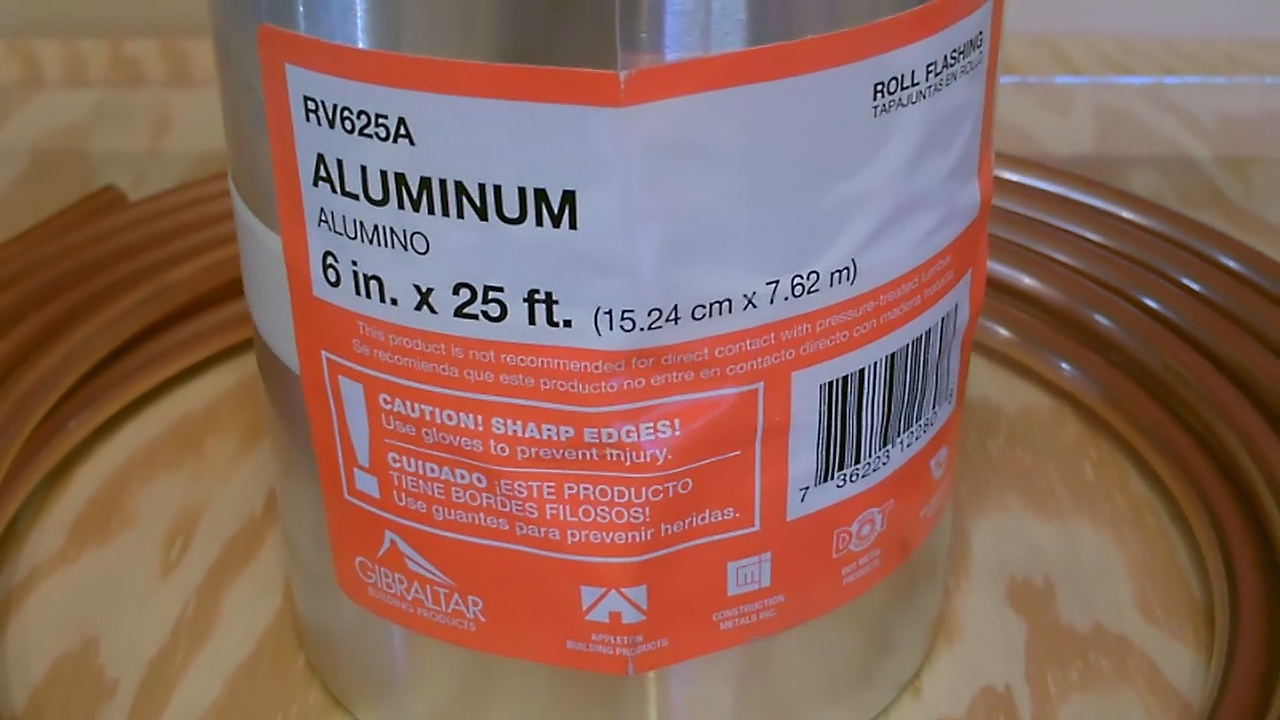 RV625A
ROLL FLASHING
TAPAJUNTAS EN ROLLO
ALUMINUM
ALUMINO
6 in. x 25 ft. (15.24 cm x 7.62 m)
This product is not recommended for direct contact with pressure-treated lumber.
Se recomienda que este producto no entre en contacto directo con madera tratada.
CAUTION! SHARP EDGES!
Use gloves to prevent injury.
CUIDADO ¡ESTE PRODUCTO
TIENE BORDES FILOSOS!
Use guantes para prevenir heridas.
7 36223 12280
GIBRALTAR
BUILDING PRODUCTS
APPLETON
BUILDING PRODUCTS
CONSTRUCTION
METALS INC.
DOT
PRODUCTS